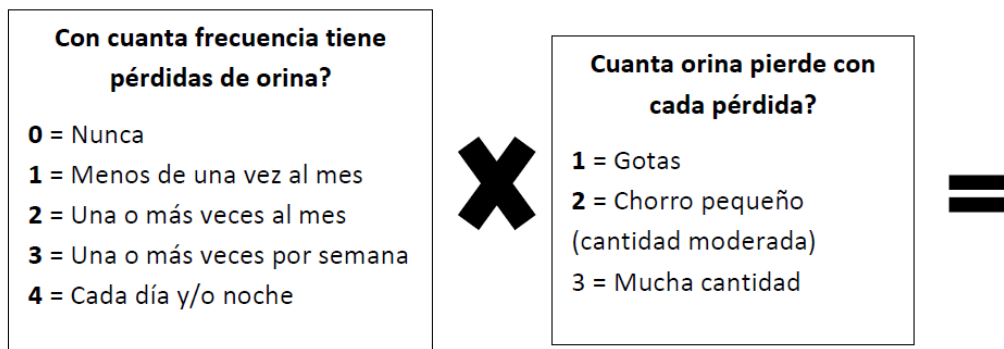 Con cuanta frecuencia tiene
pérdidas de orina?
0 = Nunca
1 = Menos de una vez al mes
2 = Una o más veces al mes
3 = Una o más veces por semana
4 = Cada día y/o noche
X
Cuanta orina pierde con
cada pérdida?
1 = Gotas
2 = Chorro pequeño
(cantidad moderada)
3 = Mucha cantidad
=